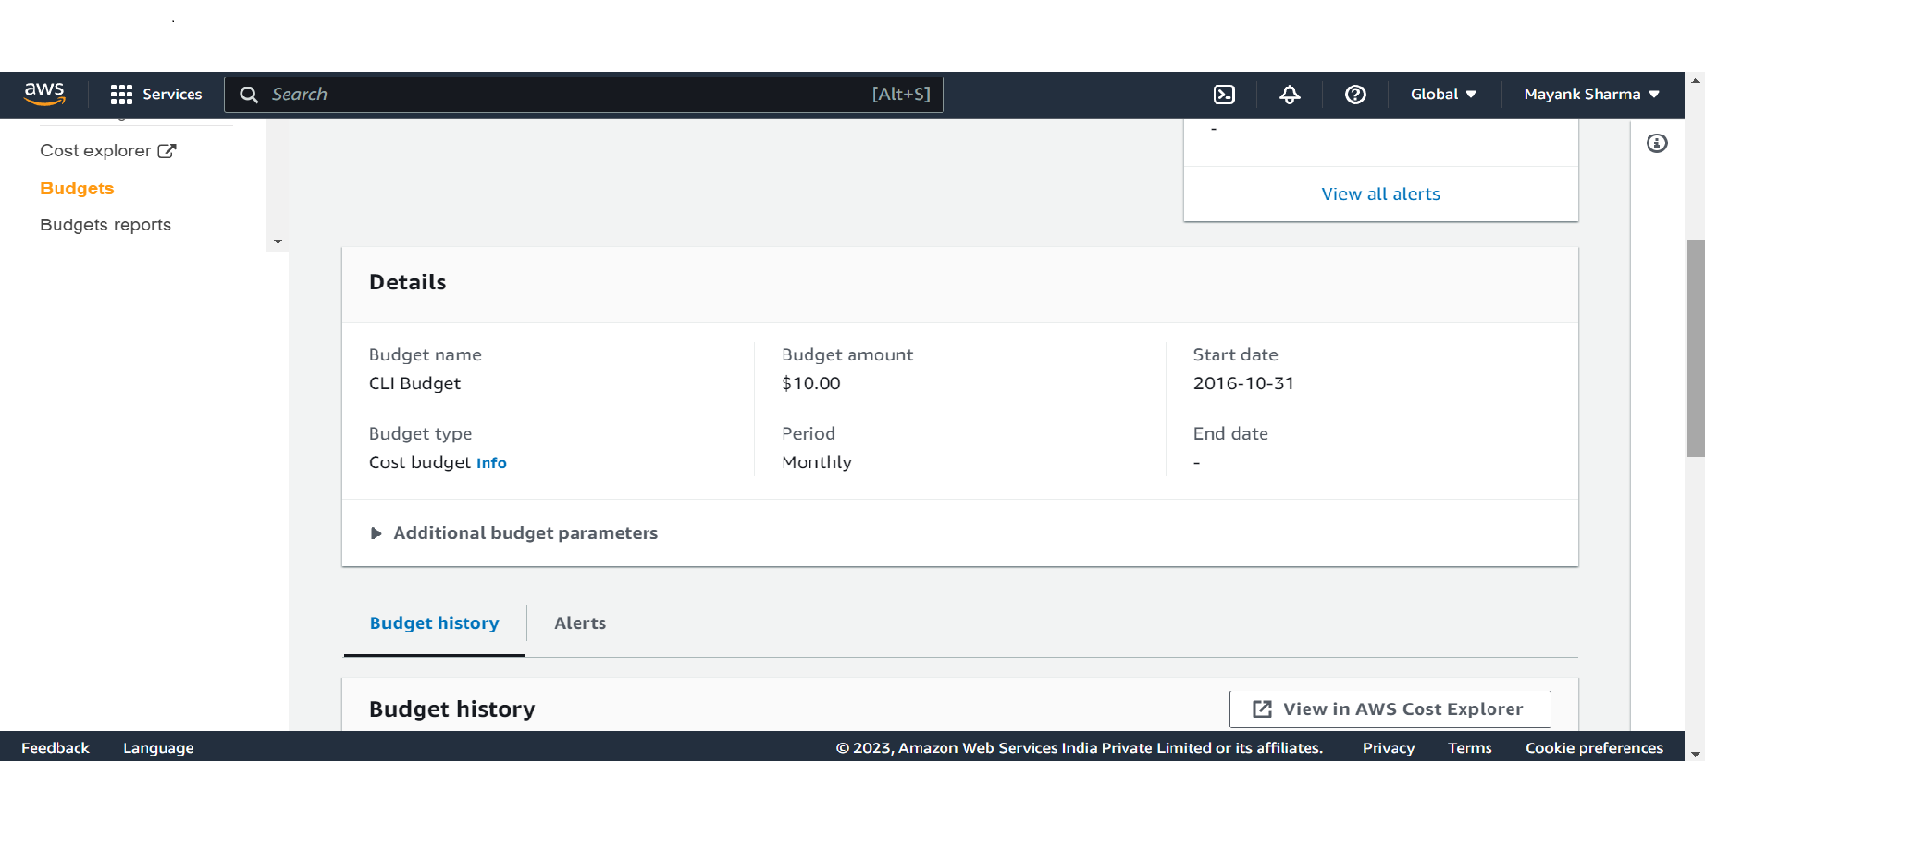 aws Services Search [Alt+S] Global Mayank Sharma
Cost explorer
Budgets
Budgets reports
-
View all alerts
Details
Budget name Budget amount Start date
CLI Budget $10.00 2016-10-31
Budget type Period End date
Cost budget Info Monthly -
Additional budget parameters
Budget history Alerts
Budget history View in AWS Cost Explorer
Feedback Language © 2023, Amazon Web Services India Private Limited or its affiliates. Privacy Terms Cookie preferences